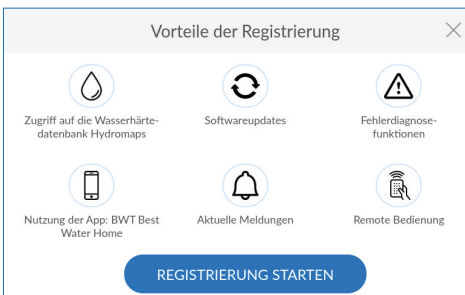 Vorteile der Registrierung
Zugriff auf die Wasserhärte-
datenbank Hydromaps
Softwareupdates
Fehlerdiagnose-
funktionen
Nutzung der App: BWT Best
Water Home
Aktuelle Meldungen
Remote Bedienung
REGISTRIERUNG STARTEN